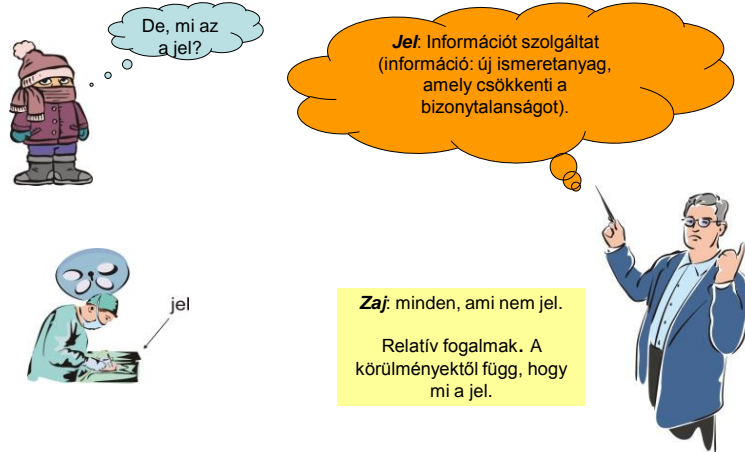 De, mi az
a jel?
Jel: Információt szolgáltat
(információ: új ismeretanyag,
amely csökkenti a
bizonytalanságot).
jel
Zaj: minden, ami nem jel.
Relatív fogalmak. A
körülményektől függ, hogy
mi a jel.